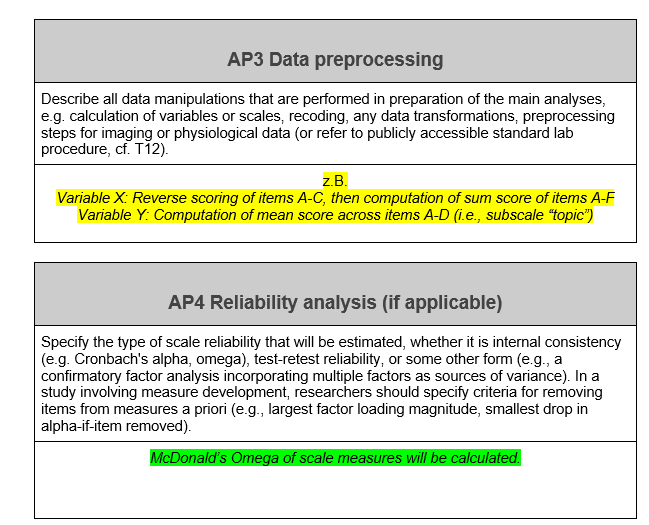 AP3 Data preprocessing
Describe all data manipulations that are performed in preparation of the main analyses,
e.g. calculation of variables or scales, recoding, any data transformations, preprocessing
steps for imaging or physiological data (or refer to publicly accessible standard lab
procedure, cf. T12).
z.B.
Variable X: Reverse scoring of items A-C, then computation of sum score of items A-F
Variable Y: Computation of mean score across items A-D (i.e., subscale “topic”)
AP4 Reliability analysis (if applicable)
Specify the type of scale reliability that will be estimated, whether it is internal consistency
(e.g. Cronbach's alpha, omega), test-retest reliability, or some other form (e.g., a
confirmatory factor analysis incorporating multiple factors as sources of variance). In a
study involving measure development, researchers should specify criteria for removing
items from measures a priori (e.g., largest factor loading magnitude, smallest drop in
alpha-if-item removed).
McDonald’s Omega of scale measures will be calculated.